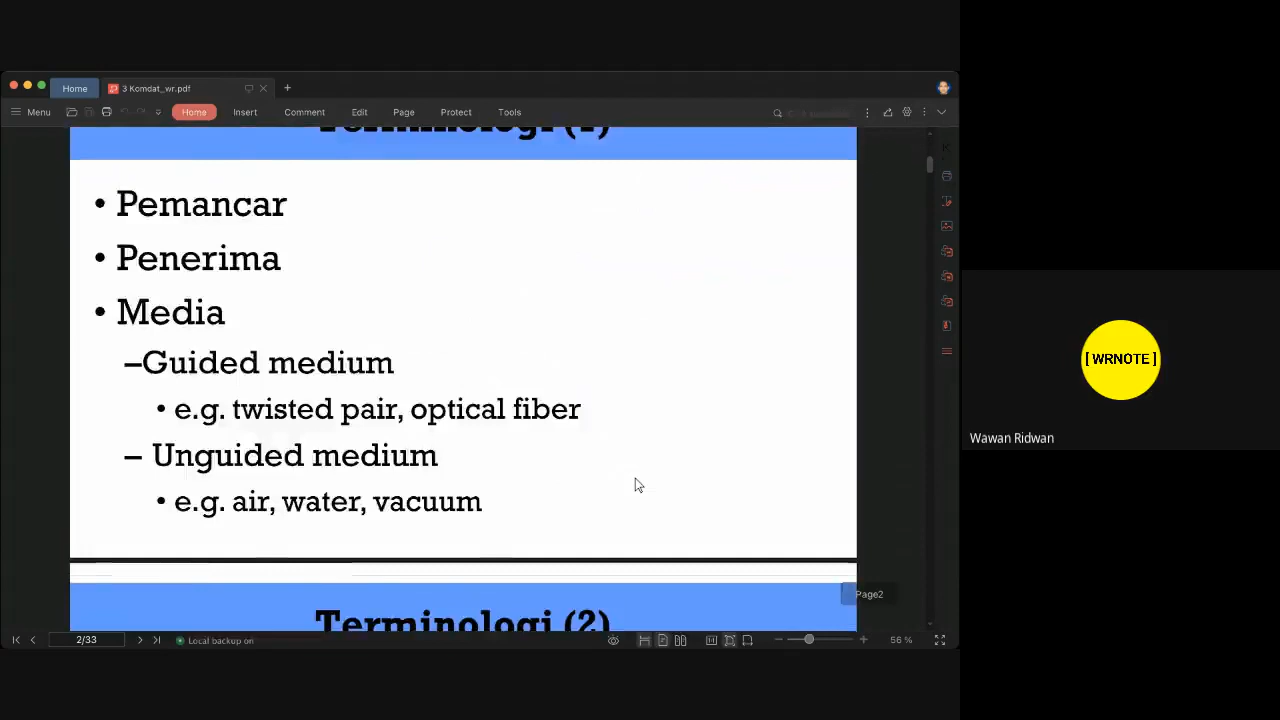 Home
3 Komdat_wr.pdf
Menu
Home
Insert
Comment
Edit
Page
Protect
Tools
Terminologi (1)
• Pemancar
• Penerima
• Media
–Guided medium
• e.g. twisted pair, optical fiber
– Unguided medium
• e.g. air, water, vacuum
Terminologi (2)
Page2
2/33
Local backup on
56 %
[WRNOTE]
Wawan Ridwan